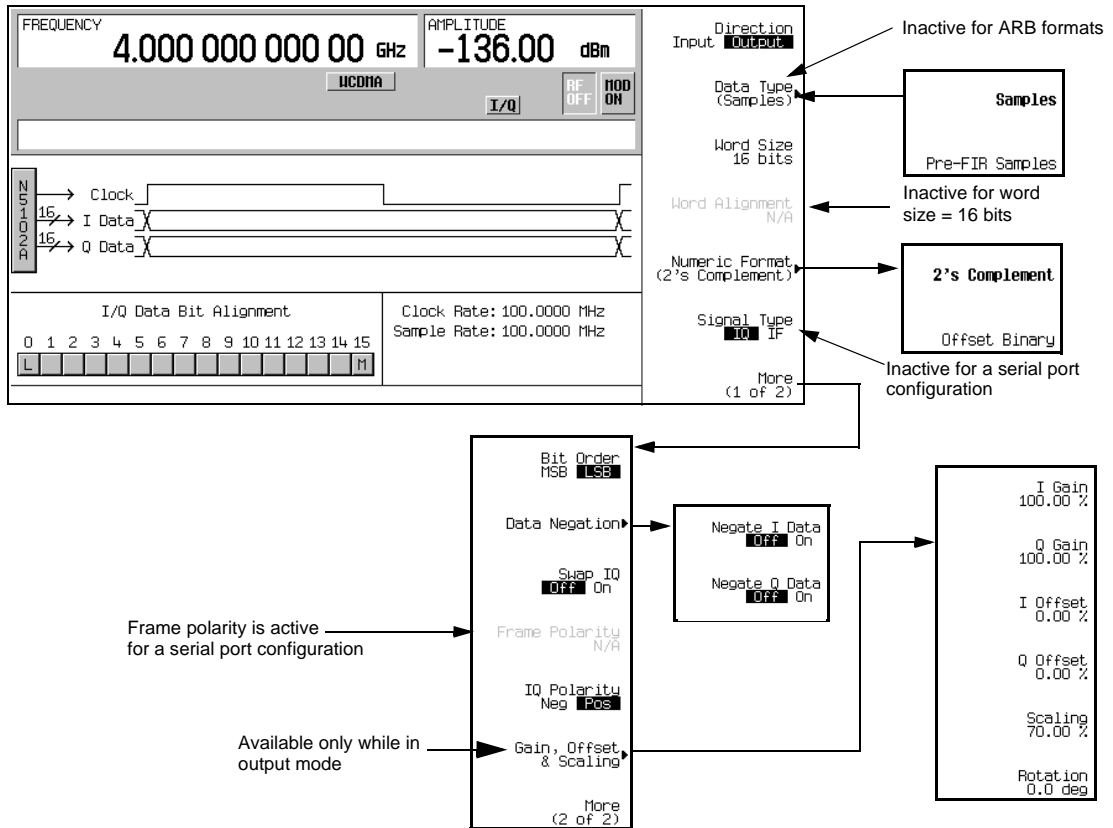 FREQUENCY
4.000 000 000 00 GHz
AMPLITUDE
-136.00 dBm
WCDMA
I/Q
RF OFF
MOD ON
N5102A
Clock
16 I Data
16 Q Data
I/Q Data Bit Alignment
0 1 2 3 4 5 6 7 8 9 10 11 12 13 14 15
L M
Clock Rate: 100.0000 MHz
Sample Rate: 100.0000 MHz
Direction
Input Output
Data Type
(Samples)
Word Size
16 bits
Word Alignment
N/A
Numeric Format
(2's Complement)
Signal Type
IQ IF
More
(1 of 2)
Inactive for ARB formats
Samples
Pre-FIR Samples
Inactive for word
size = 16 bits
2's Complement
Offset Binary
Inactive for a serial port
configuration
Bit Order
MSB LSB
Data Negation
Swap IQ
Off On
Frame Polarity
N/A
IQ Polarity
Neg Pos
Gain, Offset
& Scaling
More
(2 of 2)
Frame polarity is active
for a serial port configuration
Available only while in
output mode
Negate I Data
Off On
Negate Q Data
Off On
I Gain
100.00 %
Q Gain
100.00 %
I Offset
0.00 %
Q Offset
0.00 %
Scaling
70.00 %
Rotation
0.0 deg